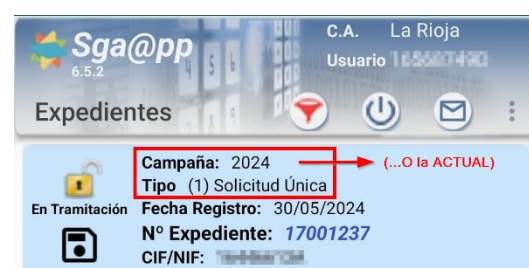 Sga@pp
6.5.2
C.A. La Rioja
Usuario
Expedientes
Campaña: 2024
(...O la ACTUAL)
Tipo (1) Solicitud Única
En Tramitación
Fecha Registro: 30/05/2024
Nº Expediente: 17001237
CIF/NIF: